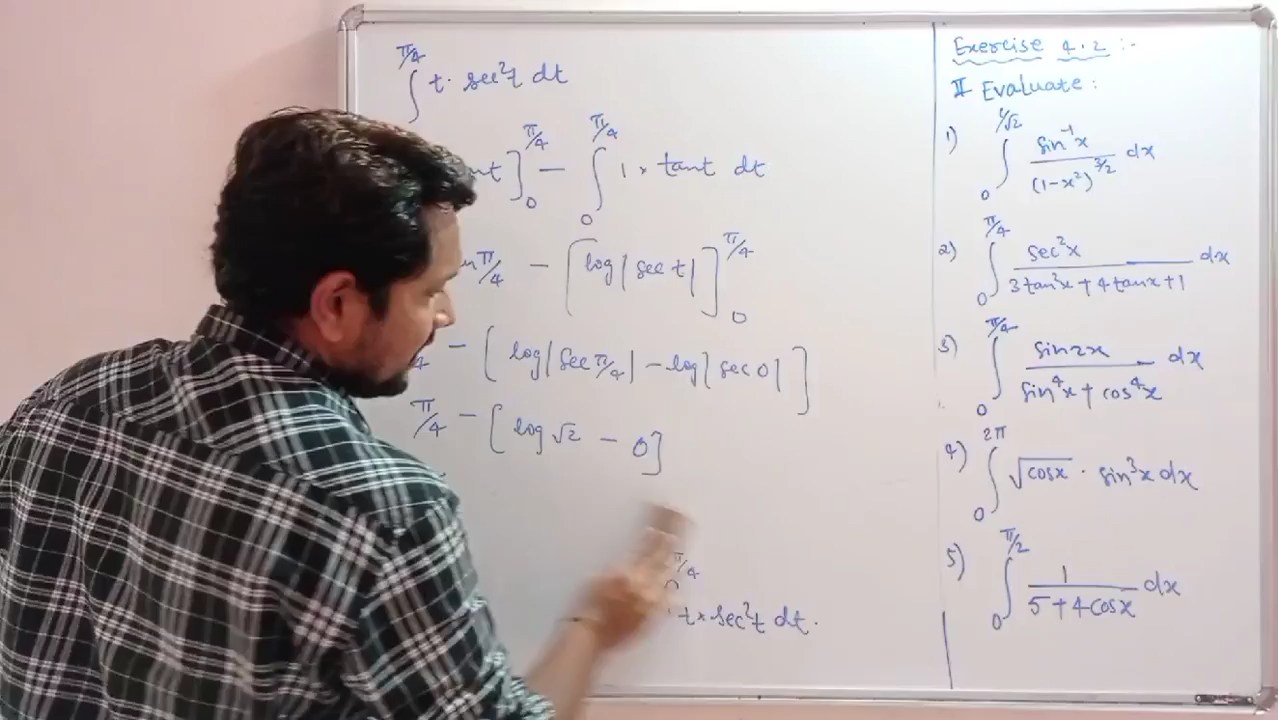 ∫ π/4 t · sec²t dt
nt]₀^π/4 − ∫₀^π/4 1 × tant dt
π/4 − [log|sec t|]₀^π/4
4 − [log|sec π/4| − log|sec 0|]
π/4 − [log √2 − 0]
π/4
t × sec²t dt.
Exercise 4.2 :-
II Evaluate :
1) ∫₀^1/√2 sin⁻¹x / (1-x²)^3/2 dx
2) ∫₀^π/4 sec²x / 3tan²x + 4tanx + 1 dx
3) ∫₀^π/4 sin2x / sin⁴x + cos⁴x dx
4) ∫₀^2π √cosx · sin³x dx
5) ∫₀^π/2 1 / 5+4cosx dx